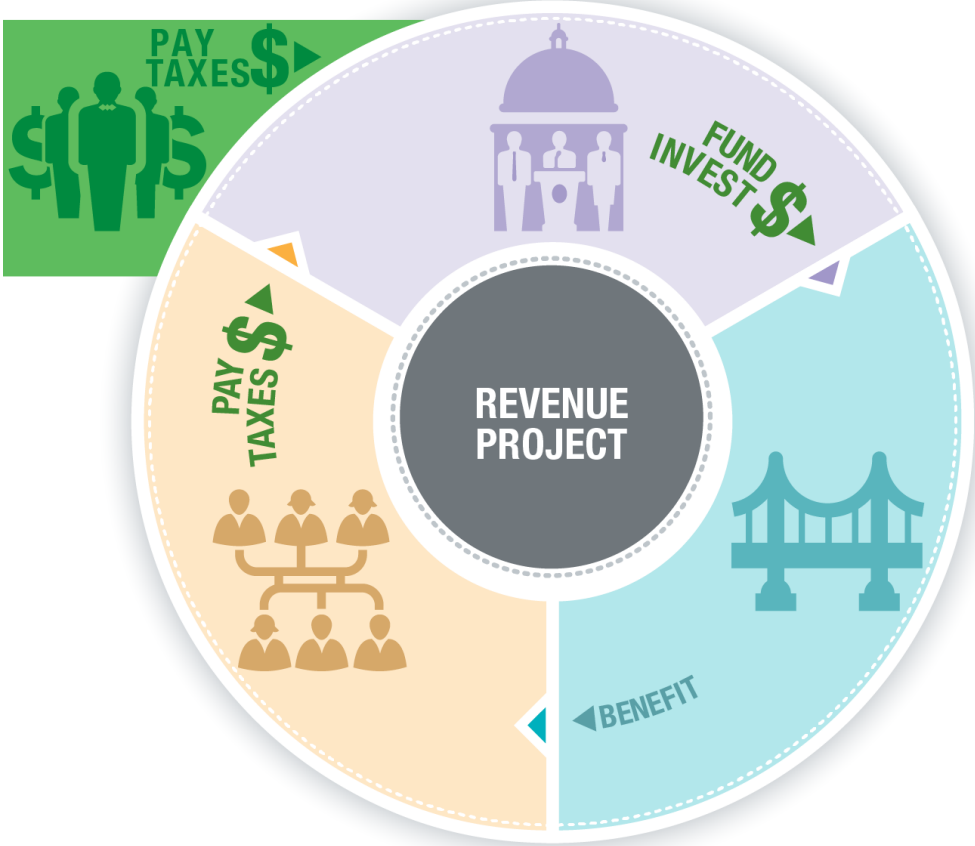 PAY
TAXES $
FUND
INVEST $
PAY
TAXES $
REVENUE
PROJECT
BENEFIT
$ $